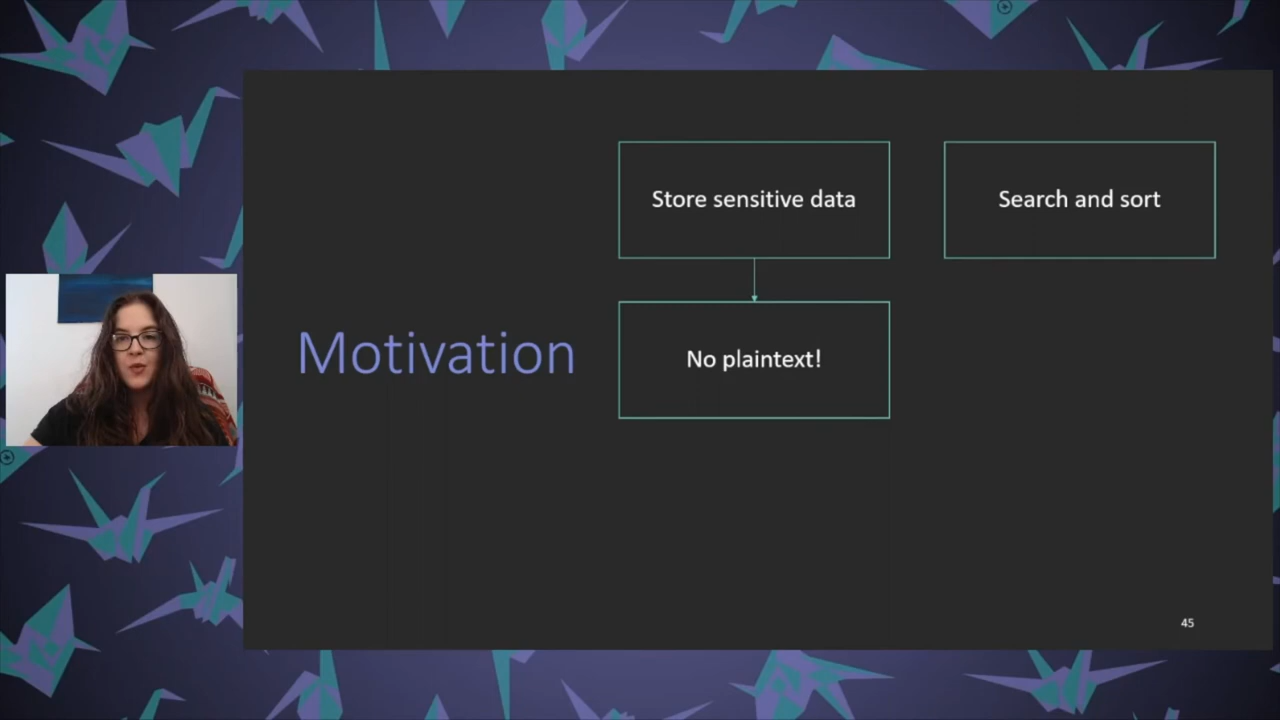 Store sensitive data
Search and sort
Motivation
No plaintext!
45